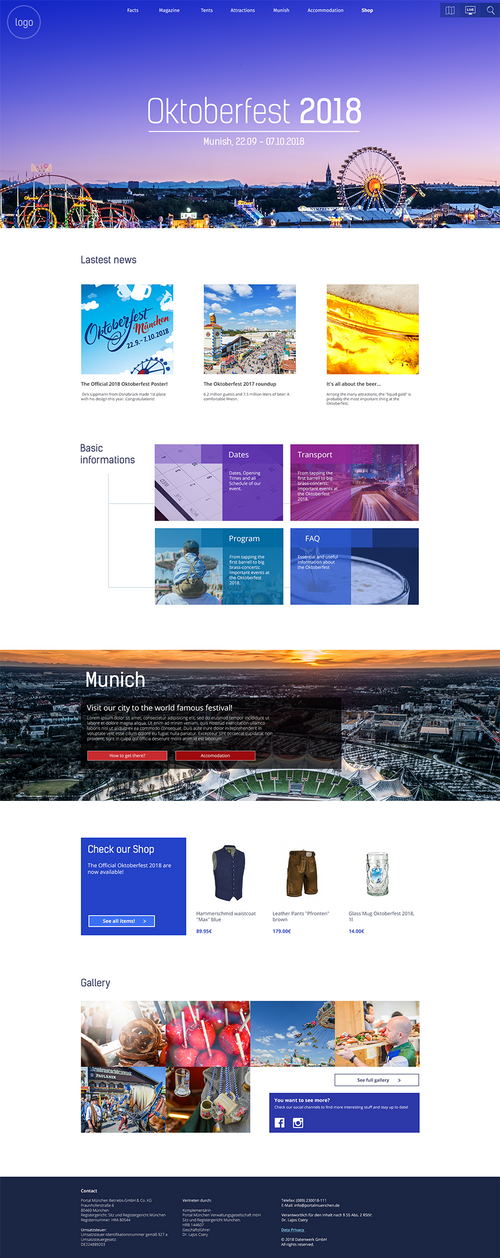 logo
Facts
Magazine
Tents
Attractions
Munish
Accommodation
Shop
LIVE
Oktoberfest 2018
Munish, 22.09 - 07.10.2018
Lastest news
Oktoberfest
München
22.9.-7.10.2018
The Official 2018 Oktoberfest Poster!
Dirk Lippmann from Osnabrück made 1st place
with his design this year. Congratulations!
The Oktoberfest 2017 roundup
6.2 million guests and 7.5 million liters of beer: A
comfortable Wiesn.
It's all about the beer...
Among the many attractions, the "liquid gold" is
probably the most important thing at the
Oktoberfest.
Basic
informations
Dates
Dates, Opening
Times and all
Schedule of our
event.
Transport
From tapping the
first barrel to big
brass-concerts:
Important events at
the Oktoberfest
2018.
Program
From tapping the
first barrel to big
brass-concerts:
Important events at
the Oktoberfest
2018.
FAQ
Essential and useful
information about
the Oktoberfest
Munich
Visit our city to the world famous festival!
Lorem ipsum dolor sit amet, consectetur adipisicing elit, sed do eiusmod tempor incididunt ut
labore et dolore magna aliqua. Ut enim ad minim veniam, quis nostrud exercitation ullamco
laboris nisi ut aliquip ex ea commodo consequat. Duis aute irure dolor in reprehenderit in
voluptate velit esse cillum dolore eu fugiat nulla pariatur. Excepteur sint occaecat cupidatat non
proident, sunt in culpa qui officia deserunt mollit anim id est laborum.
How to get there?
Accomodation
Check our Shop
The Official Oktoberfest 2018 are
now available!
See all items!
Hammerschmid waistcoat
"Max" blue
89.95€
Leather Pants "Pfronten"
brown
179.00€
Glass Mug Oktoberfest 2018,
1l
14.00€
Gallery
See full gallery
You want to see more?
Check our social channels to find more interesting stuff and stay up to date!
Contact
Portal München Betriebs-GmbH & Co. KG
Fraunhoferstraße 6
80469 München
Registergericht: Sitz und Registergericht München
Registernummer: HRA 80544
Umsatzsteuer:
Umsatzsteuer-Identifikationsnummer gemäß §27 a
Umsatzsteuergesetz:
DE224889203
Vertreten durch:
Komplementärin:
Portal München Verwaltungsgesellschaft mbH
Sitz und Registergericht München,
HRB 144607
Geschäftsführer:
Dr. Lajos Csery
Telefax: (089) 230018-111
E-Mail: info@portalmuenchen.de
Verantwortlich für den Inhalt nach § 55 Abs. 2 RStV:
Dr. Lajos Csery
Data Privacy
© 2018 Datenwerk GmbH
All rights reserved.